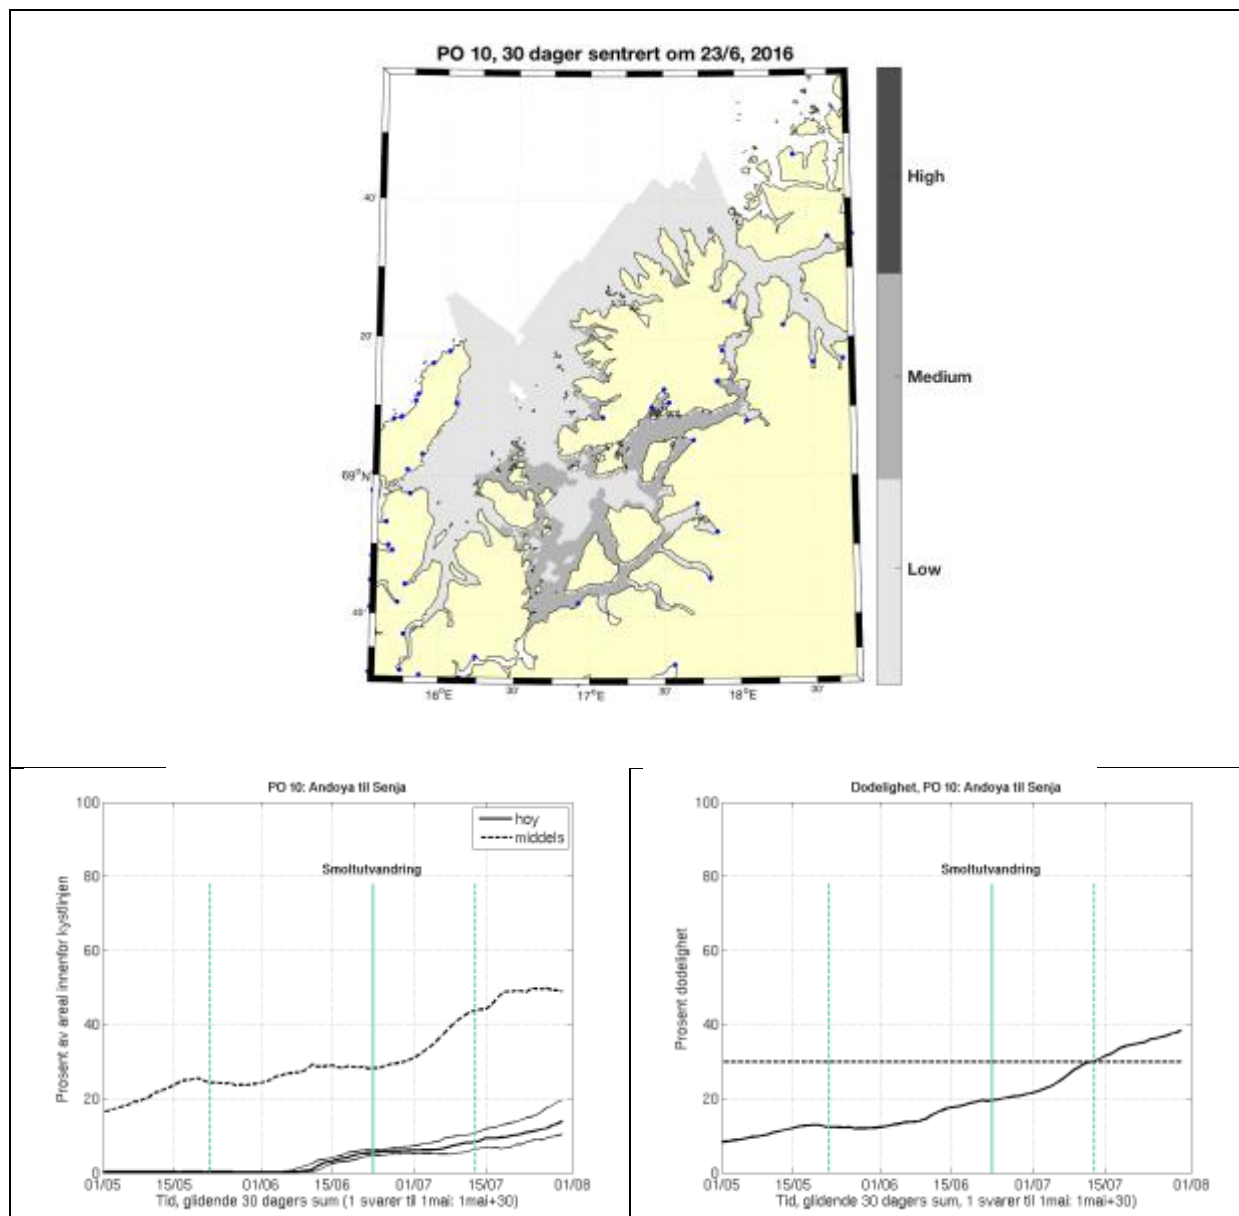 PO 10, 30 dager sentrert om 23/6, 2016
High
40'
Medium
20'
69°N
Low
40'
16°E
30'
17°E
30'
18°E
30'
PO 10: Andoya til Senja
100
hoy
middels
80
Smoltutvandring
60
40
20
0
Prosent av areal innenfor kystlinjen
01/05 15/05 01/06 15/06 01/07 15/07 01/08
Tid, glidende 30 dagers sum (1 svarer til 1mai: 1mai+30)
Dodelighet, PO 10: Andoya til Senja
100
80
Smoltutvandring
60
40
20
0
Prosent dodelighet
01/05 15/05 01/06 15/06 01/07 15/07 01/08
Tid, glidende 30 dagers sum, 1 svarer til 1mai: 1mai+30)